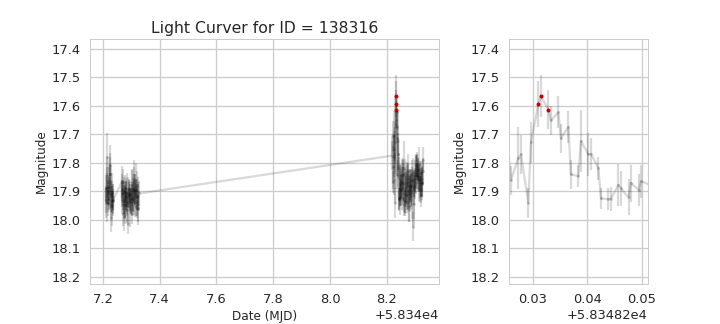 Light Curver for ID = 138316
17.4
17.5
17.6
17.7
17.8
17.9
18.0
18.1
18.2
Magnitude
7.2 7.4 7.6 7.8 8.0 8.2
Date (MJD)
+5.834e4
17.4
17.5
17.6
17.7
17.8
17.9
18.0
18.1
18.2
Magnitude
0.03 0.04 0.05
+5.83482e4